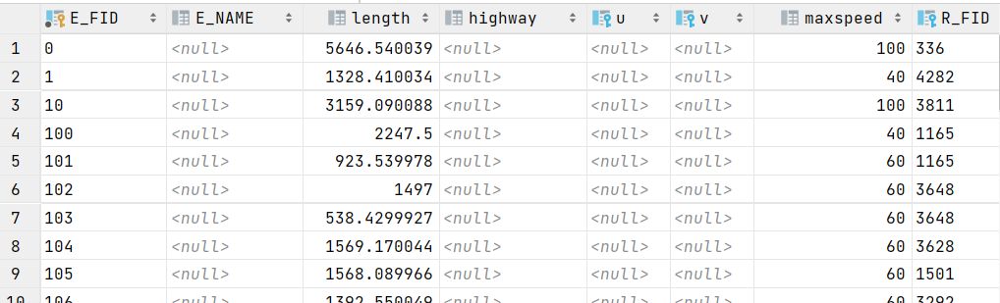 E_FID E_NAME length highway u v maxspeed R_FID
1 0 <null> 5646.540039 <null> <null> <null> 100 336
2 1 <null> 1328.410034 <null> <null> <null> 40 4282
3 10 <null> 3159.090088 <null> <null> <null> 100 3811
4 100 <null> 2247.5 <null> <null> <null> 40 1165
5 101 <null> 923.539978 <null> <null> <null> 60 1165
6 102 <null> 1497 <null> <null> <null> 60 3648
7 103 <null> 538.4299927 <null> <null> <null> 60 3648
8 104 <null> 1569.170044 <null> <null> <null> 60 3628
9 105 <null> 1568.089966 <null> <null> <null> 60 1501
10 106 <null> 1392.550049 <null> <null> <null> 60 3292